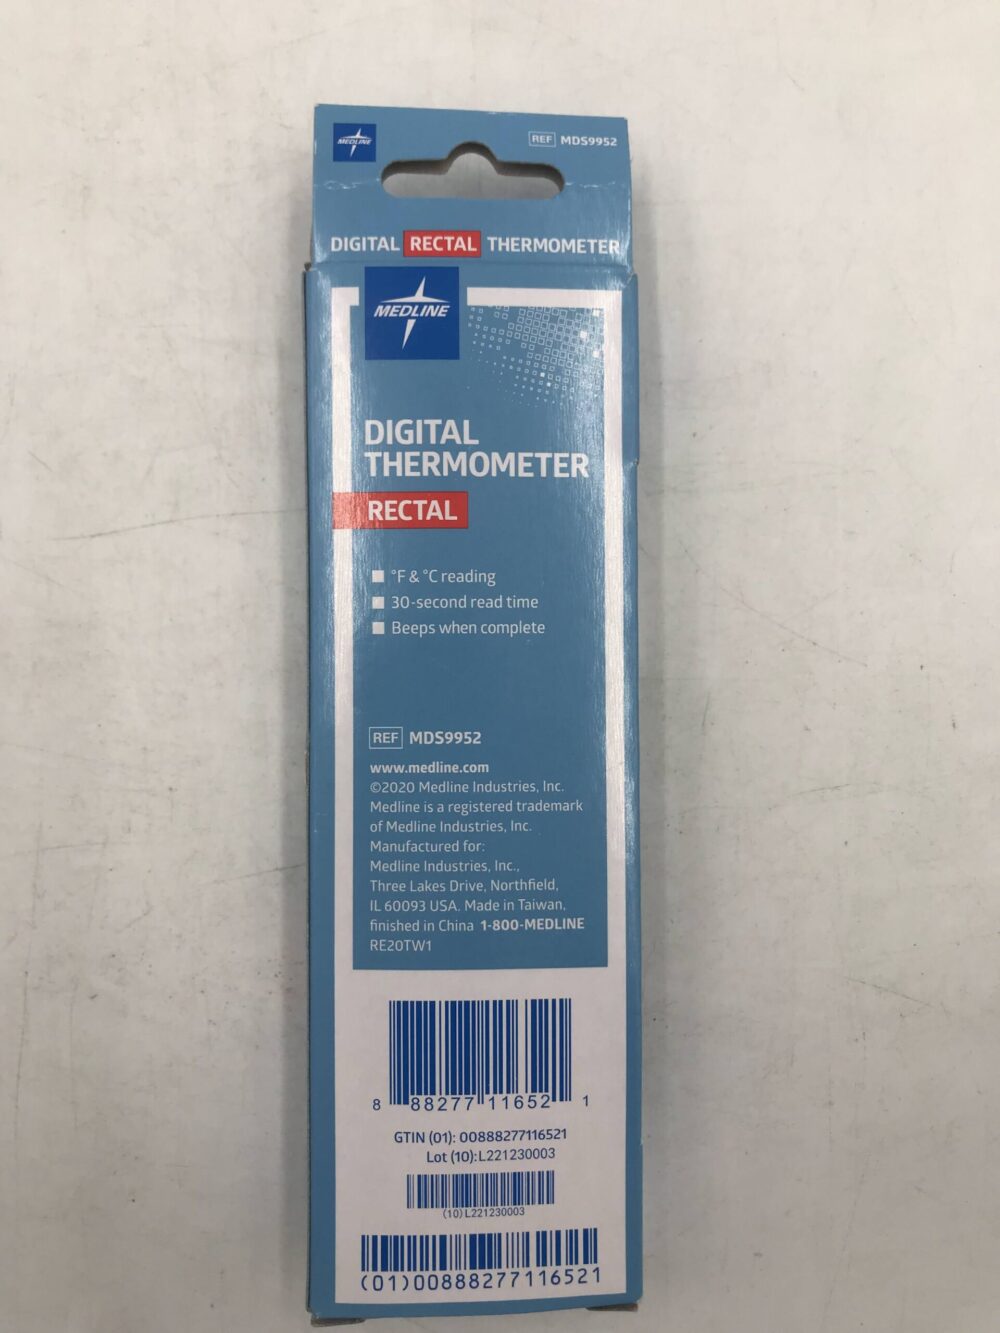 MEDLINE
REF MDS9952
DIGITAL RECTAL THERMOMETER
MEDLINE
DIGITAL
THERMOMETER
RECTAL
°F & °C reading
30-second read time
Beeps when complete
REF MDS9952
www.medline.com
©2020 Medline Industries, Inc.
Medline is a registered trademark
of Medline Industries, Inc.
Manufactured for:
Medline Industries, Inc.,
Three Lakes Drive, Northfield,
IL 60093 USA. Made in Taiwan,
finished in China 1-800-MEDLINE
RE20TW1
8 88277 11652 1
GTIN (01): 00888277116521
Lot (10):L221230003
(10)L221230003
(01)00888277116521